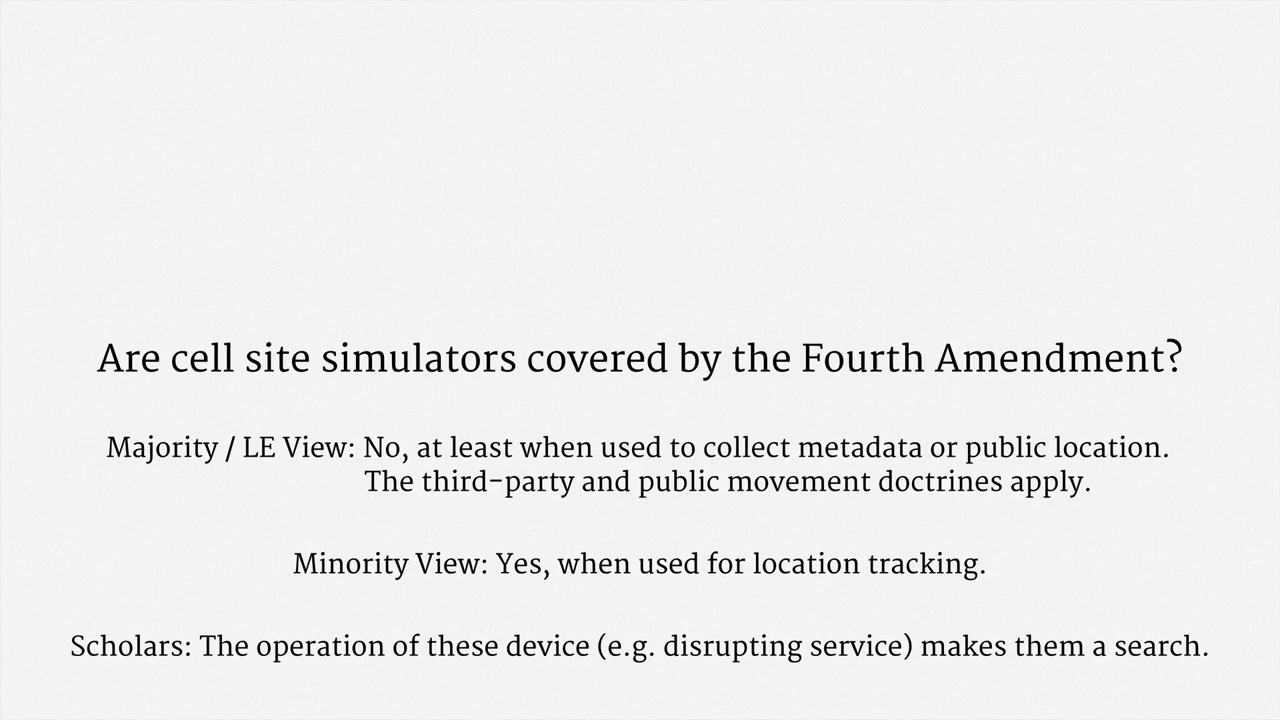 Are cell site simulators covered by the Fourth Amendment?
Majority / LE View: No, at least when used to collect metadata or public location.
The third-party and public movement doctrines apply.
Minority View: Yes, when used for location tracking.
Scholars: The operation of these device (e.g. disrupting service) makes them a search.